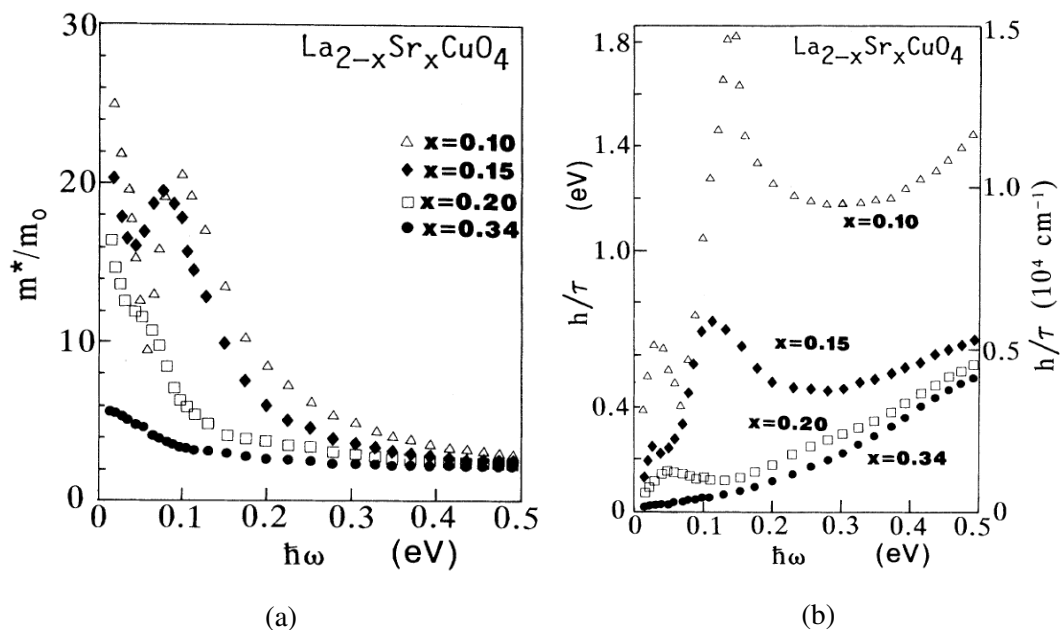 30
20
10
0
m*/m₀
La₂₋ₓSrₓCuO₄
x=0.10
x=0.15
x=0.20
x=0.34
0 0.1 0.2 0.3 0.4 0.5
ħω (eV)
(a)
1.8
1.4
1.0
0.4
0
h/τ (eV)
La₂₋ₓSrₓCuO₄
x=0.10
x=0.15
x=0.20
x=0.34
1.5
1.0
0.5
0
h/τ (10⁴ cm⁻¹)
0 0.1 0.2 0.3 0.4 0.5
ħω (eV)
(b)